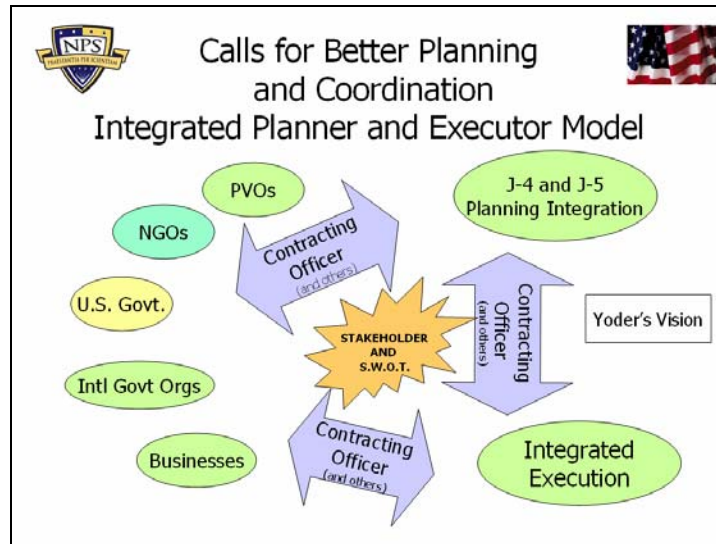 NPS
PRAESTANTIA PER SCIENTIAM
Calls for Better Planning
and Coordination
Integrated Planner and Executor Model
PVOs
NGOs
U.S. Govt.
Intl Govt Orgs
Businesses
Contracting
Officer
(and others)
J-4 and J-5
Planning Integration
STAKEHOLDER
AND
S.W.O.T.
Contracting
Officer
(and others)
Yoder's Vision
Contracting
Officer
(and others)
Integrated
Execution